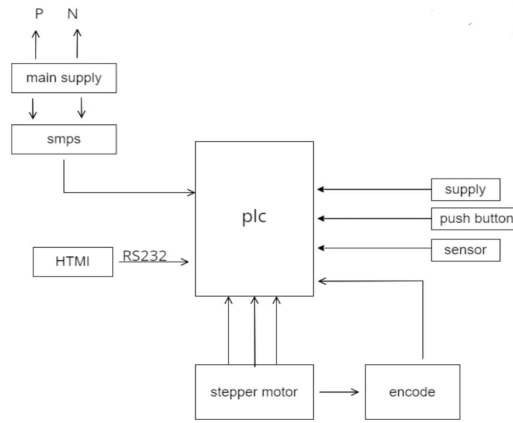 P N
main supply
smps
plc
supply
push button
sensor
HTMI
RS232
stepper motor
encode